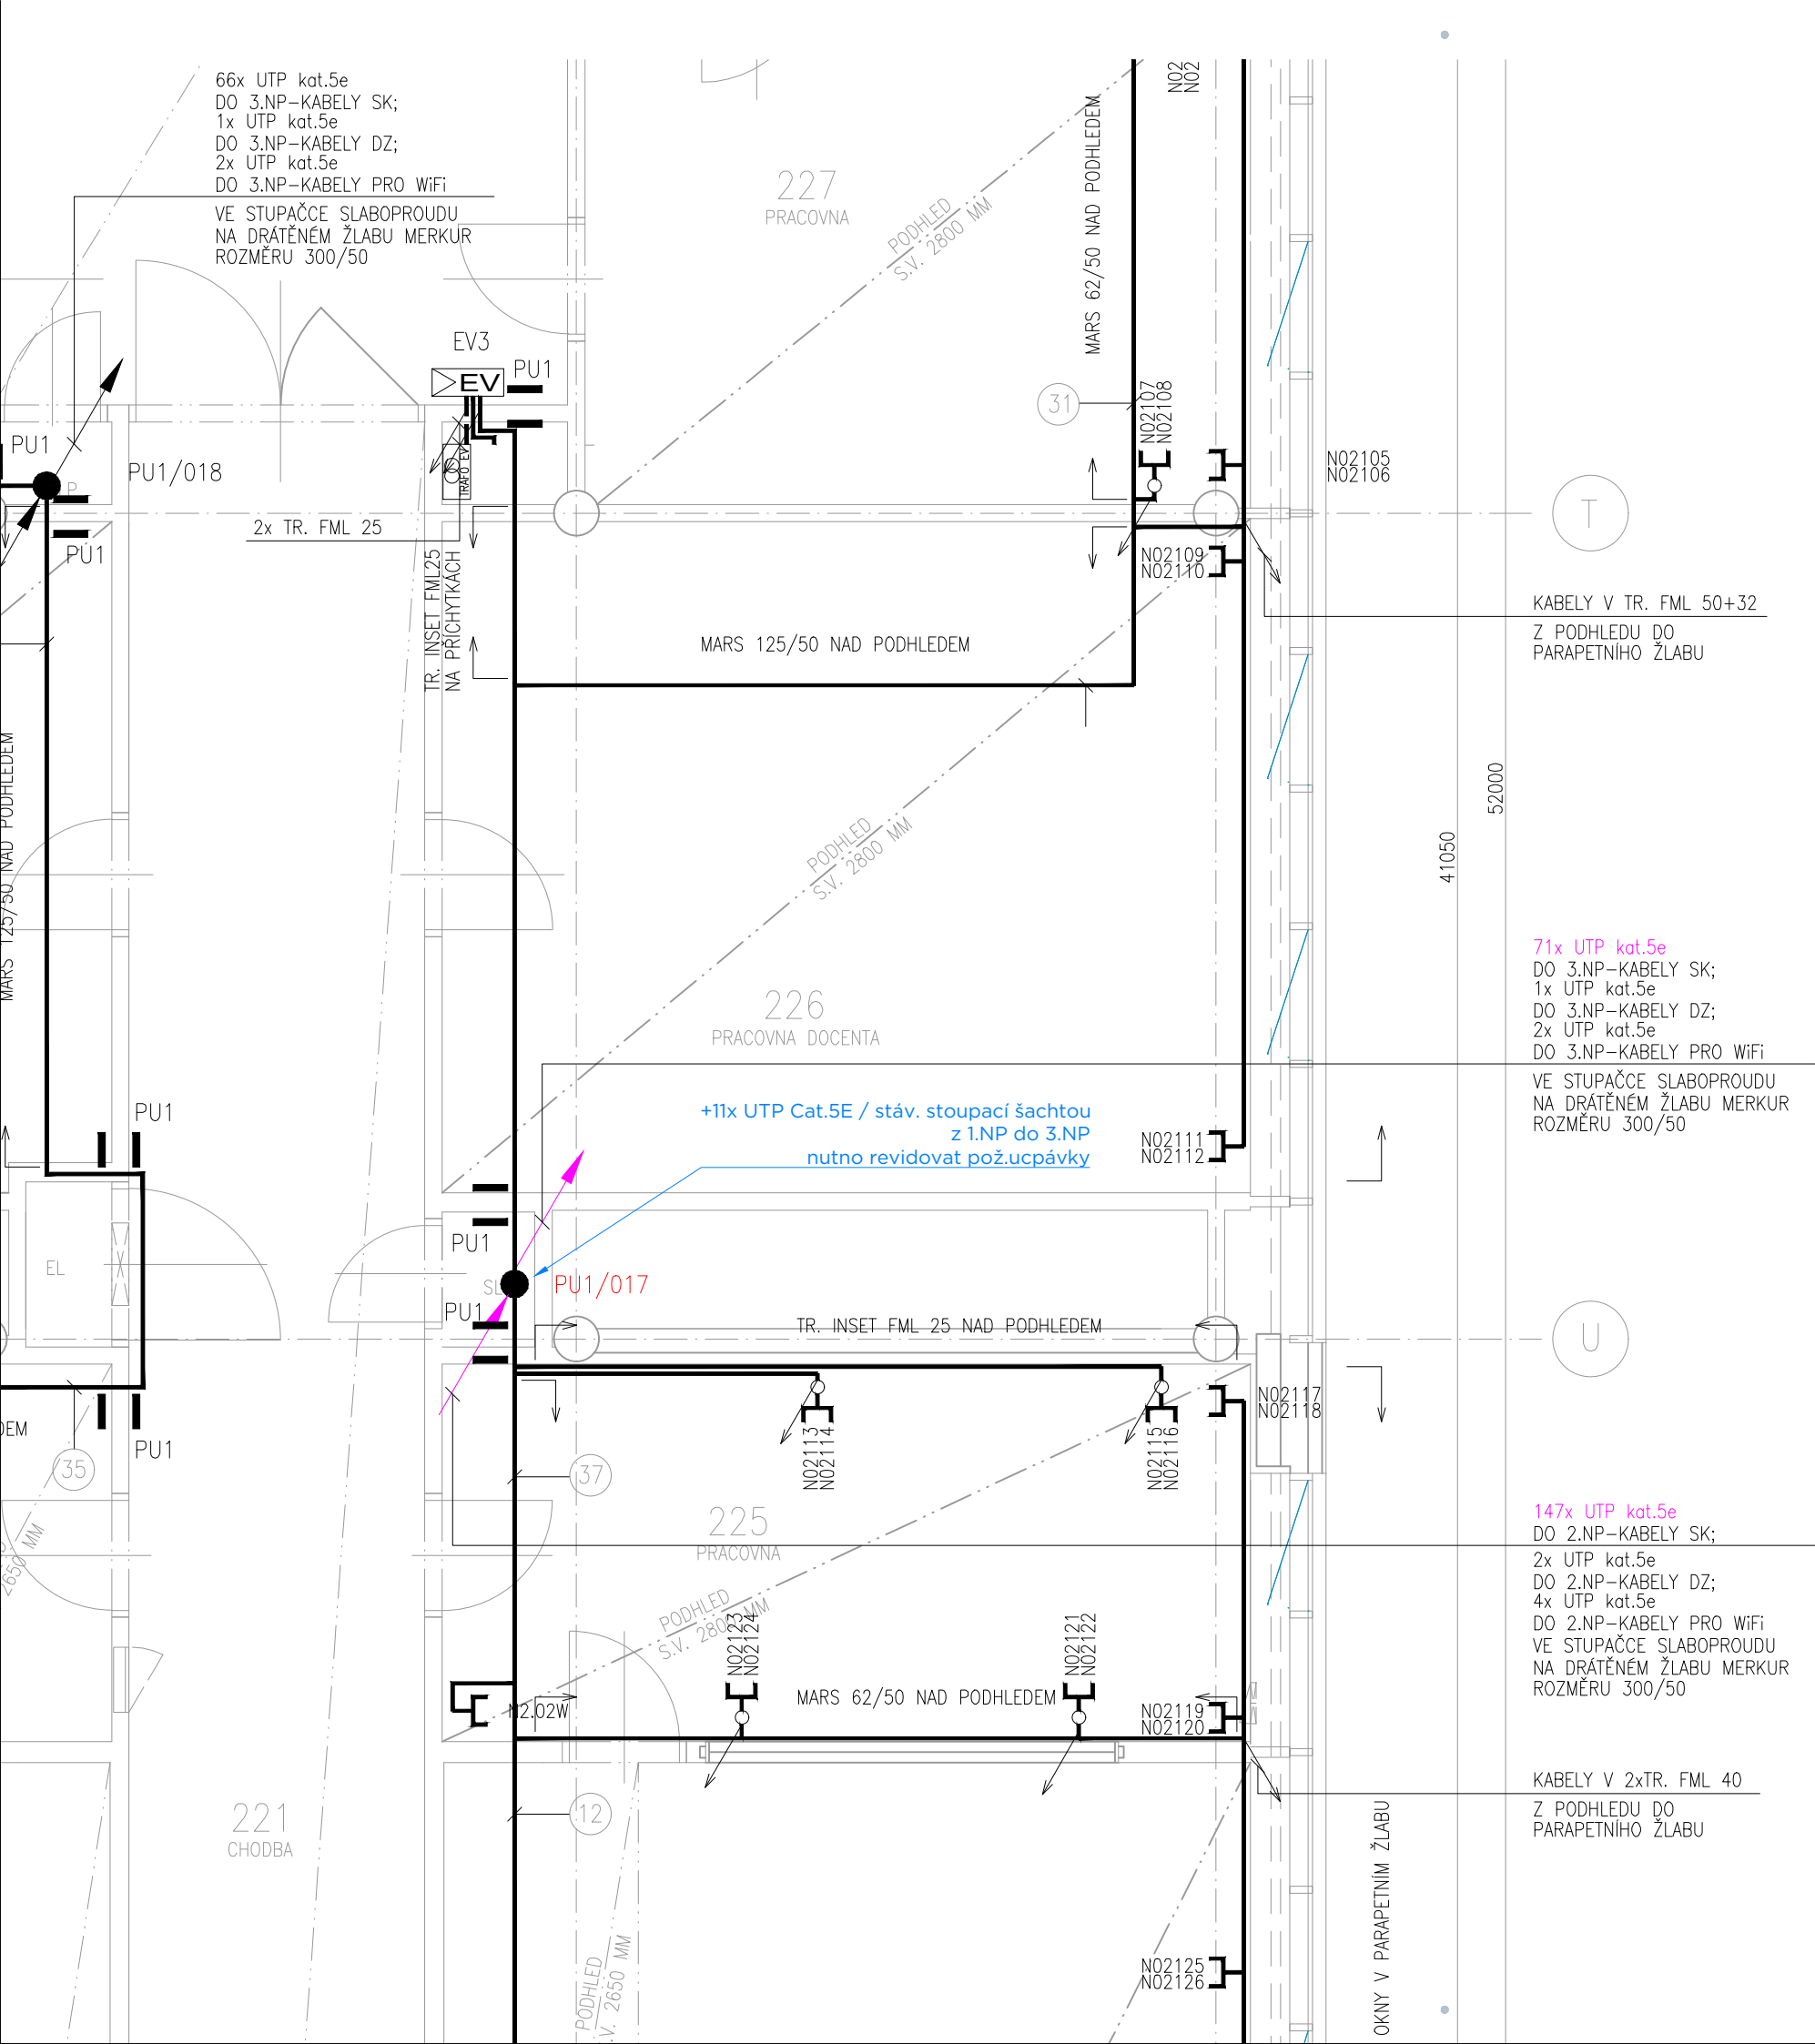 66x UTP kat.5e
DO 3.NP-KABELY SK;
1x UTP kat.5e
DO 3.NP-KABELY DZ;
2x UTP kat.5e
DO 3.NP-KABELY PRO WiFi
VE STUPAČCE SLABOPROUDU
NA DRÁTĚNÉM ŽLABU MERKUR
ROZMĚRU 300/50
227
PRACOVNA
PODHLED
S.V. 2800 MM
MARS 62/50 NAD PODHLEDEM
N02
N02
EV3
EV
PU1
TRAFO EV
31
N02107
N02108
N02105
N02106
PU1
PU1/018
PU1
2x TR. FML 25
TR. INSET FML25
NA PŘÍCHYTKÁCH
T
N02109
N02110
KABELY V TR. FML 50+32
Z PODHLEDU DO
PARAPETNÍHO ŽLABU
MARS 125/50 NAD PODHLEDEM
MARS 125/50 NAD PODHLEDEM
52000
41050
PODHLED
S.V. 2800 MM
226
PRACOVNA DOCENTA
71x UTP kat.5e
DO 3.NP-KABELY SK;
1x UTP kat.5e
DO 3.NP-KABELY DZ;
2x UTP kat.5e
DO 3.NP-KABELY PRO WiFi
VE STUPAČCE SLABOPROUDU
NA DRÁTĚNÉM ŽLABU MERKUR
ROZMĚRU 300/50
+11x UTP Cat.5E / stáv. stoupací šachtou
z 1.NP do 3.NP
nutno revidovat pož.ucpávky
N02111
N02112
PU1
EL
PU1
SL
PU1/017
PU1
TR. INSET FML 25 NAD PODHLEDEM
U
N02117
N02118
N02113
N02114
N02115
N02116
DEM
PU1
35
37
225
PRACOVNA
2650 MM
147x UTP kat.5e
DO 2.NP-KABELY SK;
2x UTP kat.5e
DO 2.NP-KABELY DZ;
4x UTP kat.5e
DO 2.NP-KABELY PRO WiFi
VE STUPAČCE SLABOPROUDU
NA DRÁTĚNÉM ŽLABU MERKUR
ROZMĚRU 300/50
PODHLED
S.V. 2800 MM
N02123
N02124
N02121
N02122
N2.02W
MARS 62/50 NAD PODHLEDEM
N02119
N02120
KABELY V 2xTR. FML 40
Z PODHLEDU DO
PARAPETNÍHO ŽLABU
221
CHODBA
12
PODHLED
S.V. 2650 MM
N02125
N02126
OKNY V PARAPETNÍM ŽLABU